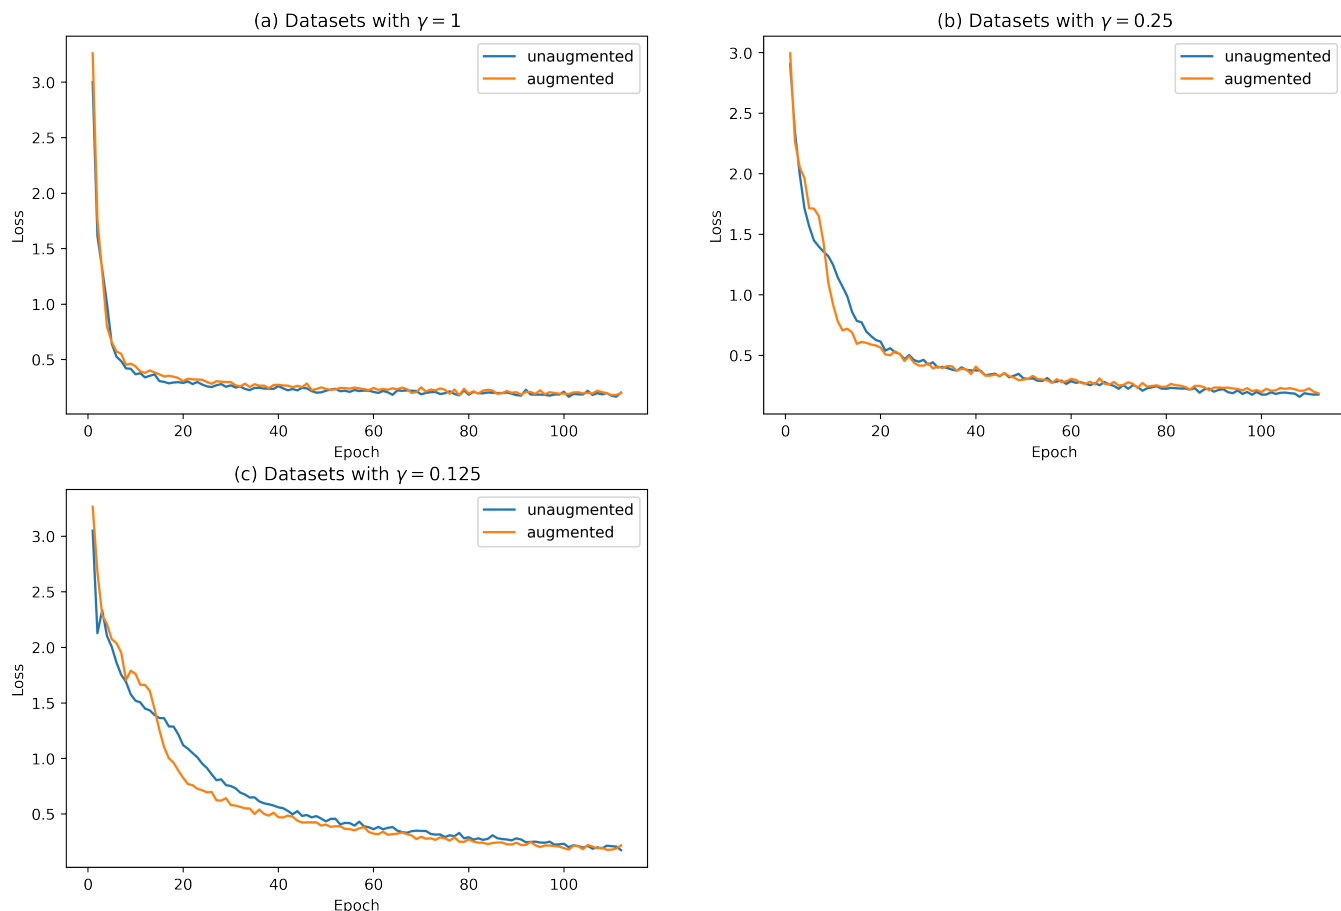 (a) Datasets with γ = 1
3.0
2.5
2.0
1.5
1.0
0.5
Loss
0 20 40 60 80 100
Epoch
unaugmented
augmented
(b) Datasets with γ = 0.25
3.0
2.5
2.0
1.5
1.0
0.5
Loss
0 20 40 60 80 100
Epoch
unaugmented
augmented
(c) Datasets with γ = 0.125
3.0
2.5
2.0
1.5
1.0
0.5
Loss
0 20 40 60 80 100
Epoch
unaugmented
augmented